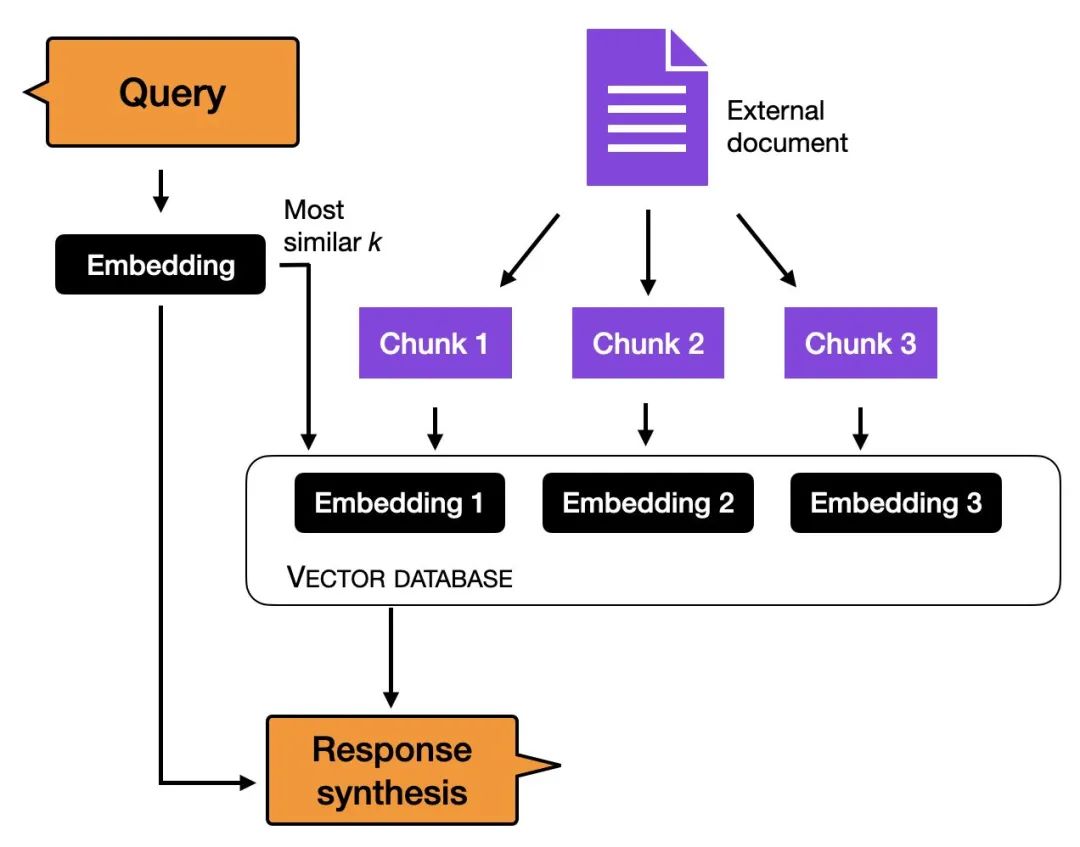 Query
External
document
Most
similar k
Embedding
Chunk 1
Chunk 2
Chunk 3
Embedding 1
Embedding 2
Embedding 3
VECTOR DATABASE
Response
synthesis